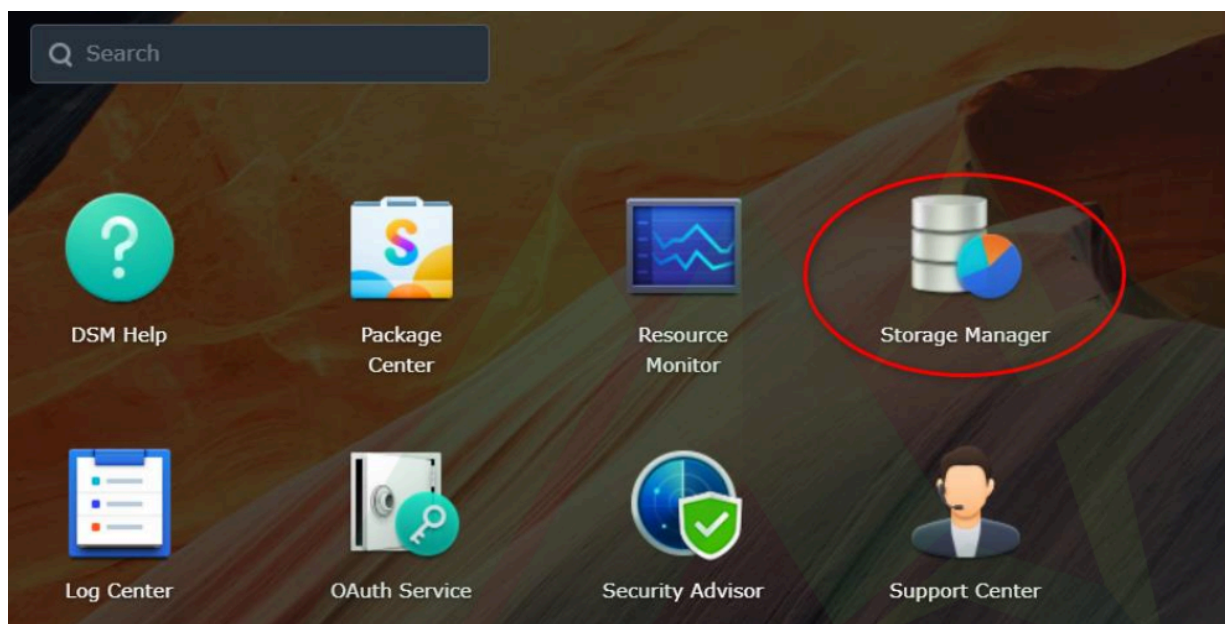 Search
DSM Help
Package
Center
Resource
Monitor
Storage Manager
Log Center
OAuth Service
Security Advisor
Support Center